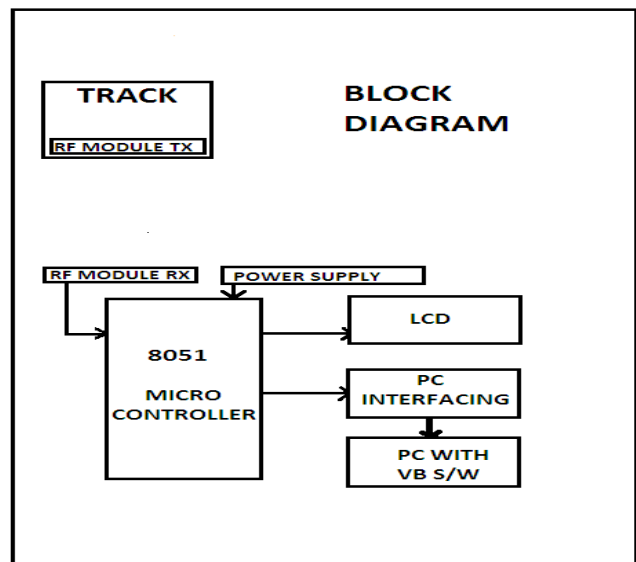 TRACK
RF MODULE TX
BLOCK
DIAGRAM
RF MODULE RX
POWER SUPPLY
8051
MICRO
CONTROLLER
LCD
PC
INTERFACING
PC WITH
VB S/W